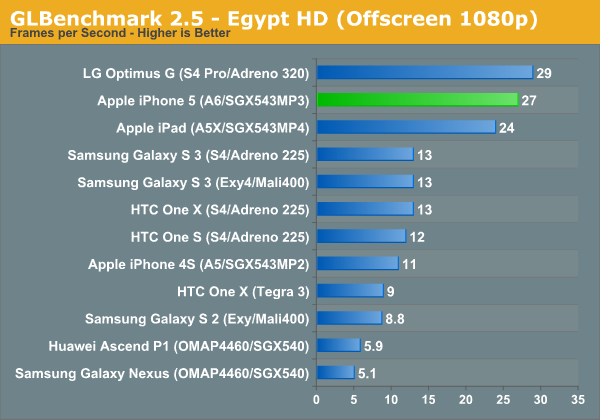 GLBenchmark 2.5 - Egypt HD (Offscreen 1080p)
Frames per Second - Higher is Better
LG Optimus G (S4 Pro/Adreno 320) 29
Apple iPhone 5 (A6/SGX543MP3) 27
Apple iPad (A5X/SGX543MP4) 24
Samsung Galaxy S 3 (S4/Adreno 225) 13
Samsung Galaxy S 3 (Exy4/Mali400) 13
HTC One X (S4/Adreno 225) 13
HTC One S (S4/Adreno 225) 12
Apple iPhone 4S (A5/SGX543MP2) 11
HTC One X (Tegra 3) 9
Samsung Galaxy S 2 (Exy/Mali400) 8.8
Huawei Ascend P1 (OMAP4460/SGX540) 5.9
Samsung Galaxy Nexus (OMAP4460/SGX540) 5.1
0 5 10 15 20 25 30 35